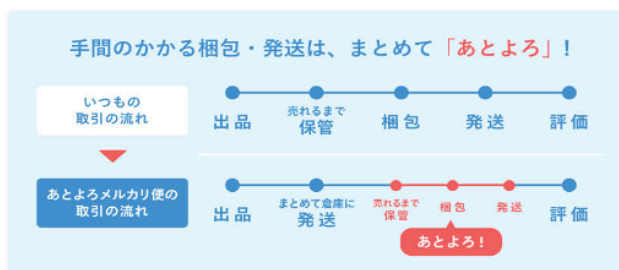 手間のかかる梱包・発送は、まとめて「あとよろ」!
いつもの
取引の流れ
出品
売れるまで
保管
梱包
発送
評価
あとよろメルカリ便の
取引の流れ
出品
まとめて倉庫に
発送
売れるまで
保管
梱包
発送
評価
あとよろ!